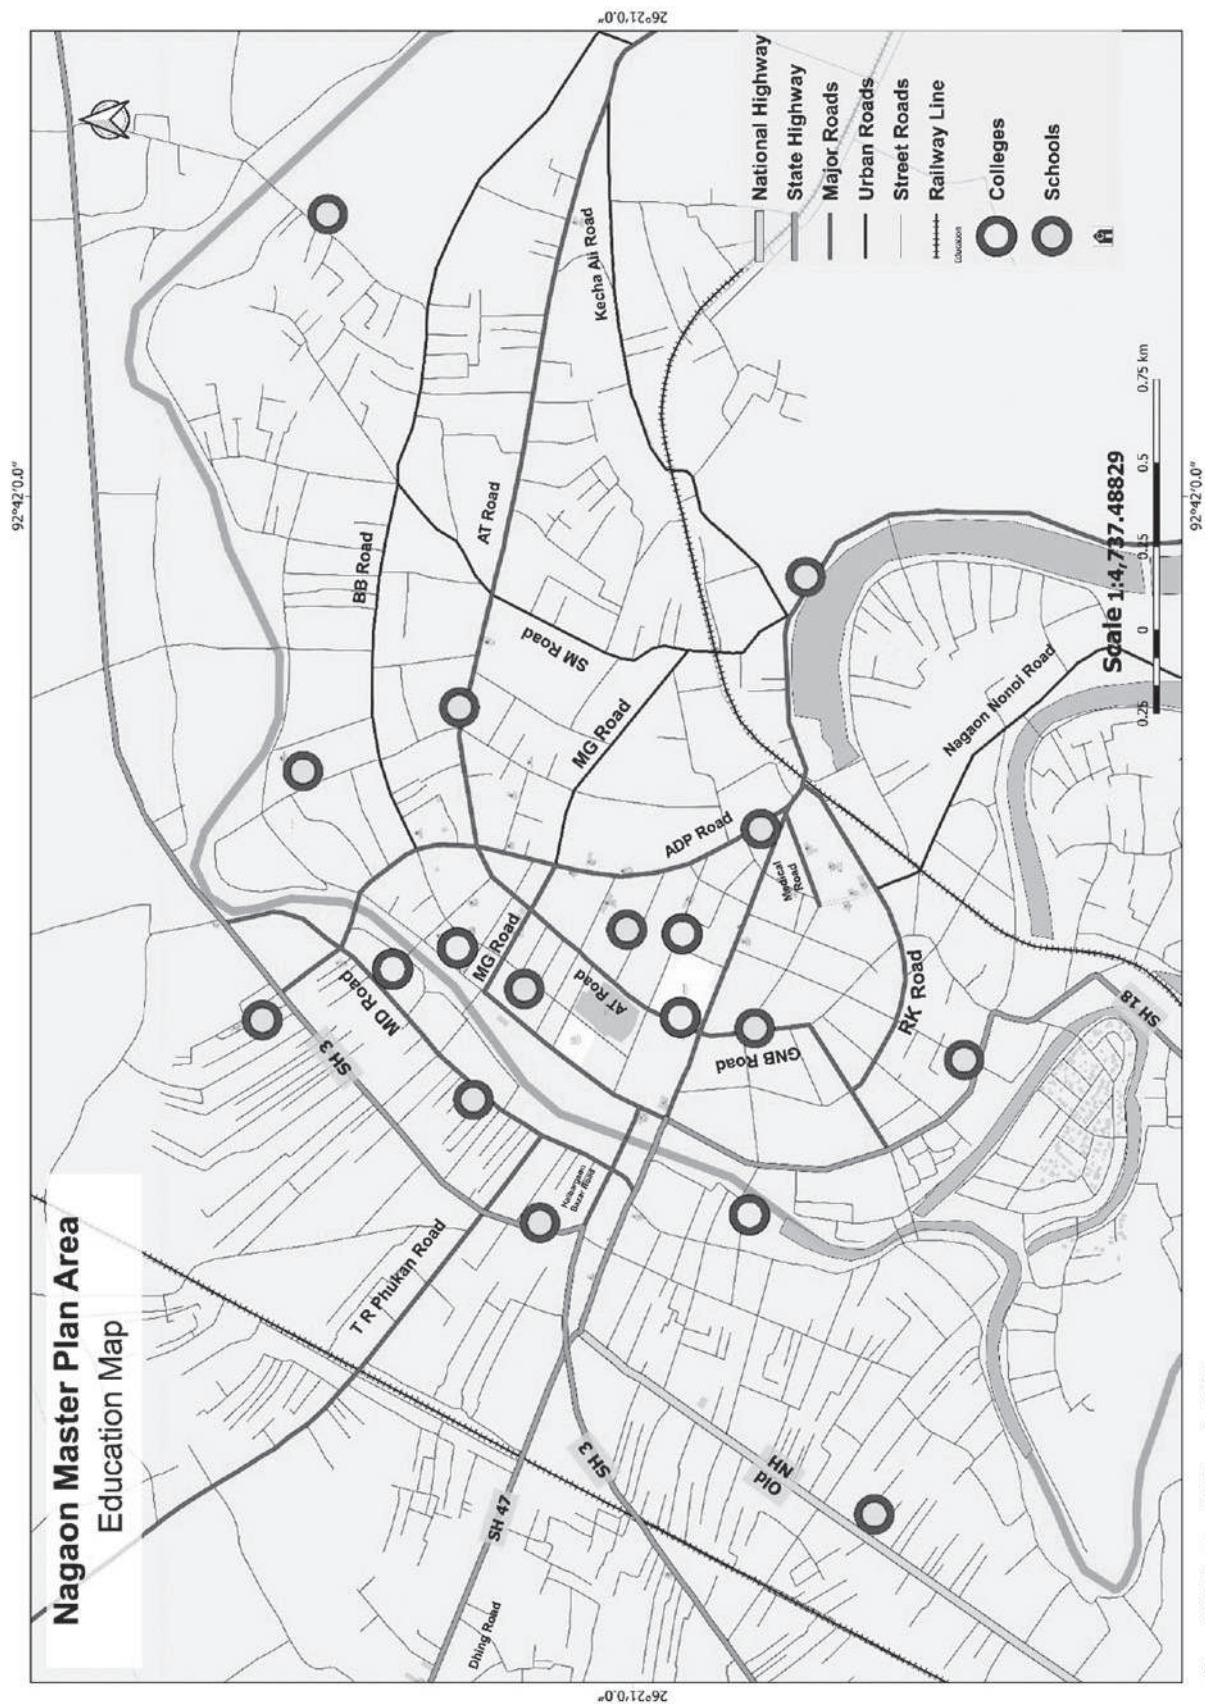 Nagaon Master Plan Area
Education Map
92°42'0.0"
26°21'0.0"
26°21'0.0"
92°42'0.0"
National Highway
State Highway
Major Roads
Urban Roads
Street Roads
Railway Line
Education
Colleges
Schools
Scale 1:4,737.48829
0.25
0
0.25
0.5
0.75 km
SH 3
MD Road
MG Road
BB Road
AT Road
SM Road
MG Road
Kecha Ali Road
ADP Road
Medical
Road
AT Road
GNB Road
RK Road
Nagaon Nonoi Road
SH 18
T R Phukan Road
Bazar Road
SH 47
Dhing Road
SH 3
Old
NH